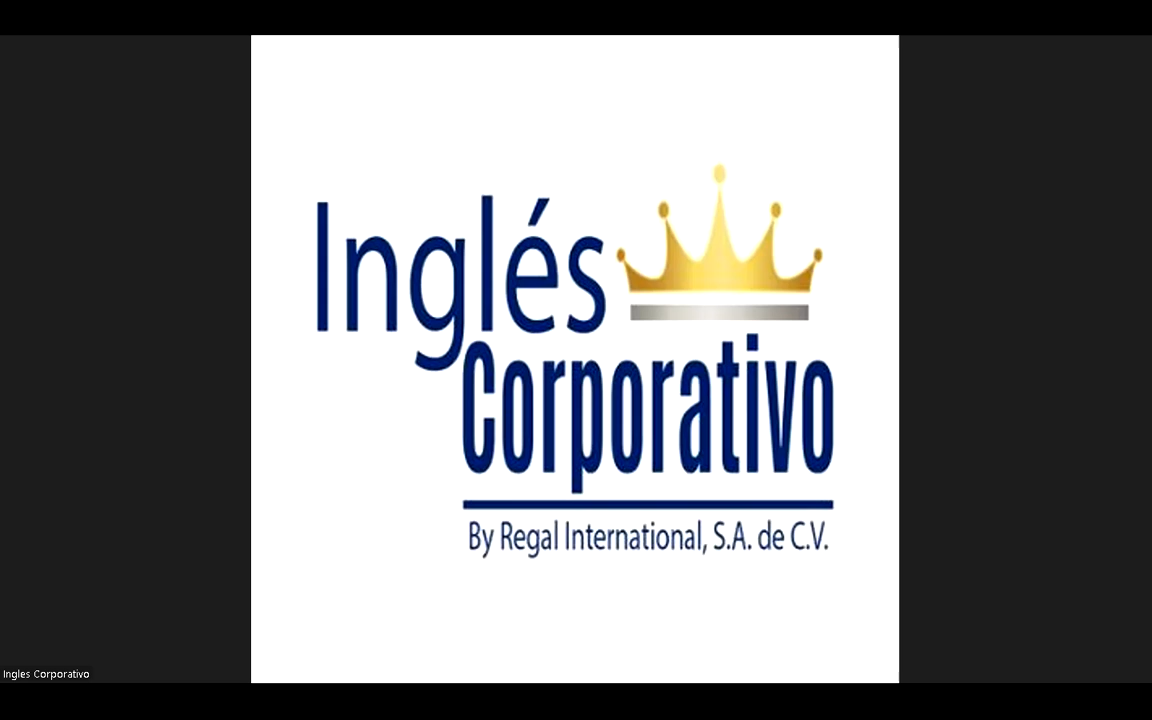 Inglés
Corporativo
By Regal International, S.A. de C.V.
Ingles Corporativo